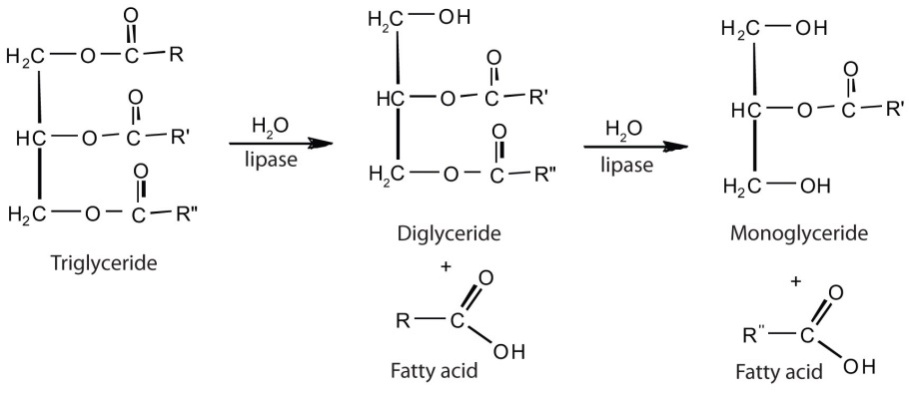 O
H₂C—O—C—R
O
HC—O—C—R'
O
H₂C—O—C—R"
Triglyceride
H₂O
lipase
H₂C—OH
O
HC—O—C—R'
O
H₂C—O—C—R"
Diglyceride
+
O
R—C
OH
Fatty acid
H₂O
lipase
H₂C—OH
O
HC—O—C—R'
H₂C—OH
Monoglyceride
+
O
R"—C
OH
Fatty acid